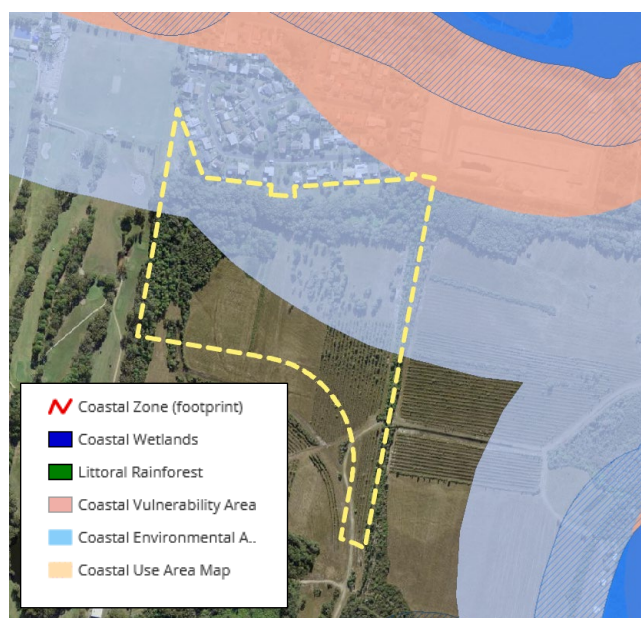 Coastal Zone (footprint)
Coastal Wetlands
Littoral Rainforest
Coastal Vulnerability Area
Coastal Environmental A..
Coastal Use Area Map